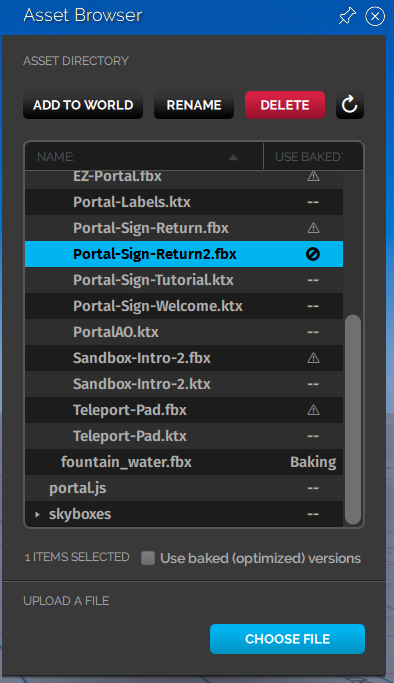 Asset Browser
ASSET DIRECTORY
ADD TO WORLD RENAME DELETE
NAME: USE BAKED?
EZ-Portal.fbx
Portal-Labels.ktx --
Portal-Sign-Return.fbx
Portal-Sign-Return2.fbx
Portal-Sign-Tutorial.ktx --
Portal-Sign-Welcome.ktx --
PortalAO.ktx --
Sandbox-Intro-2.fbx
Sandbox-Intro-2.ktx --
Teleport-Pad.fbx
Teleport-Pad.ktx --
fountain_water.fbx Baking
portal.js --
skyboxes --
1 ITEMS SELECTED Use baked (optimized) versions
UPLOAD A FILE
CHOOSE FILE